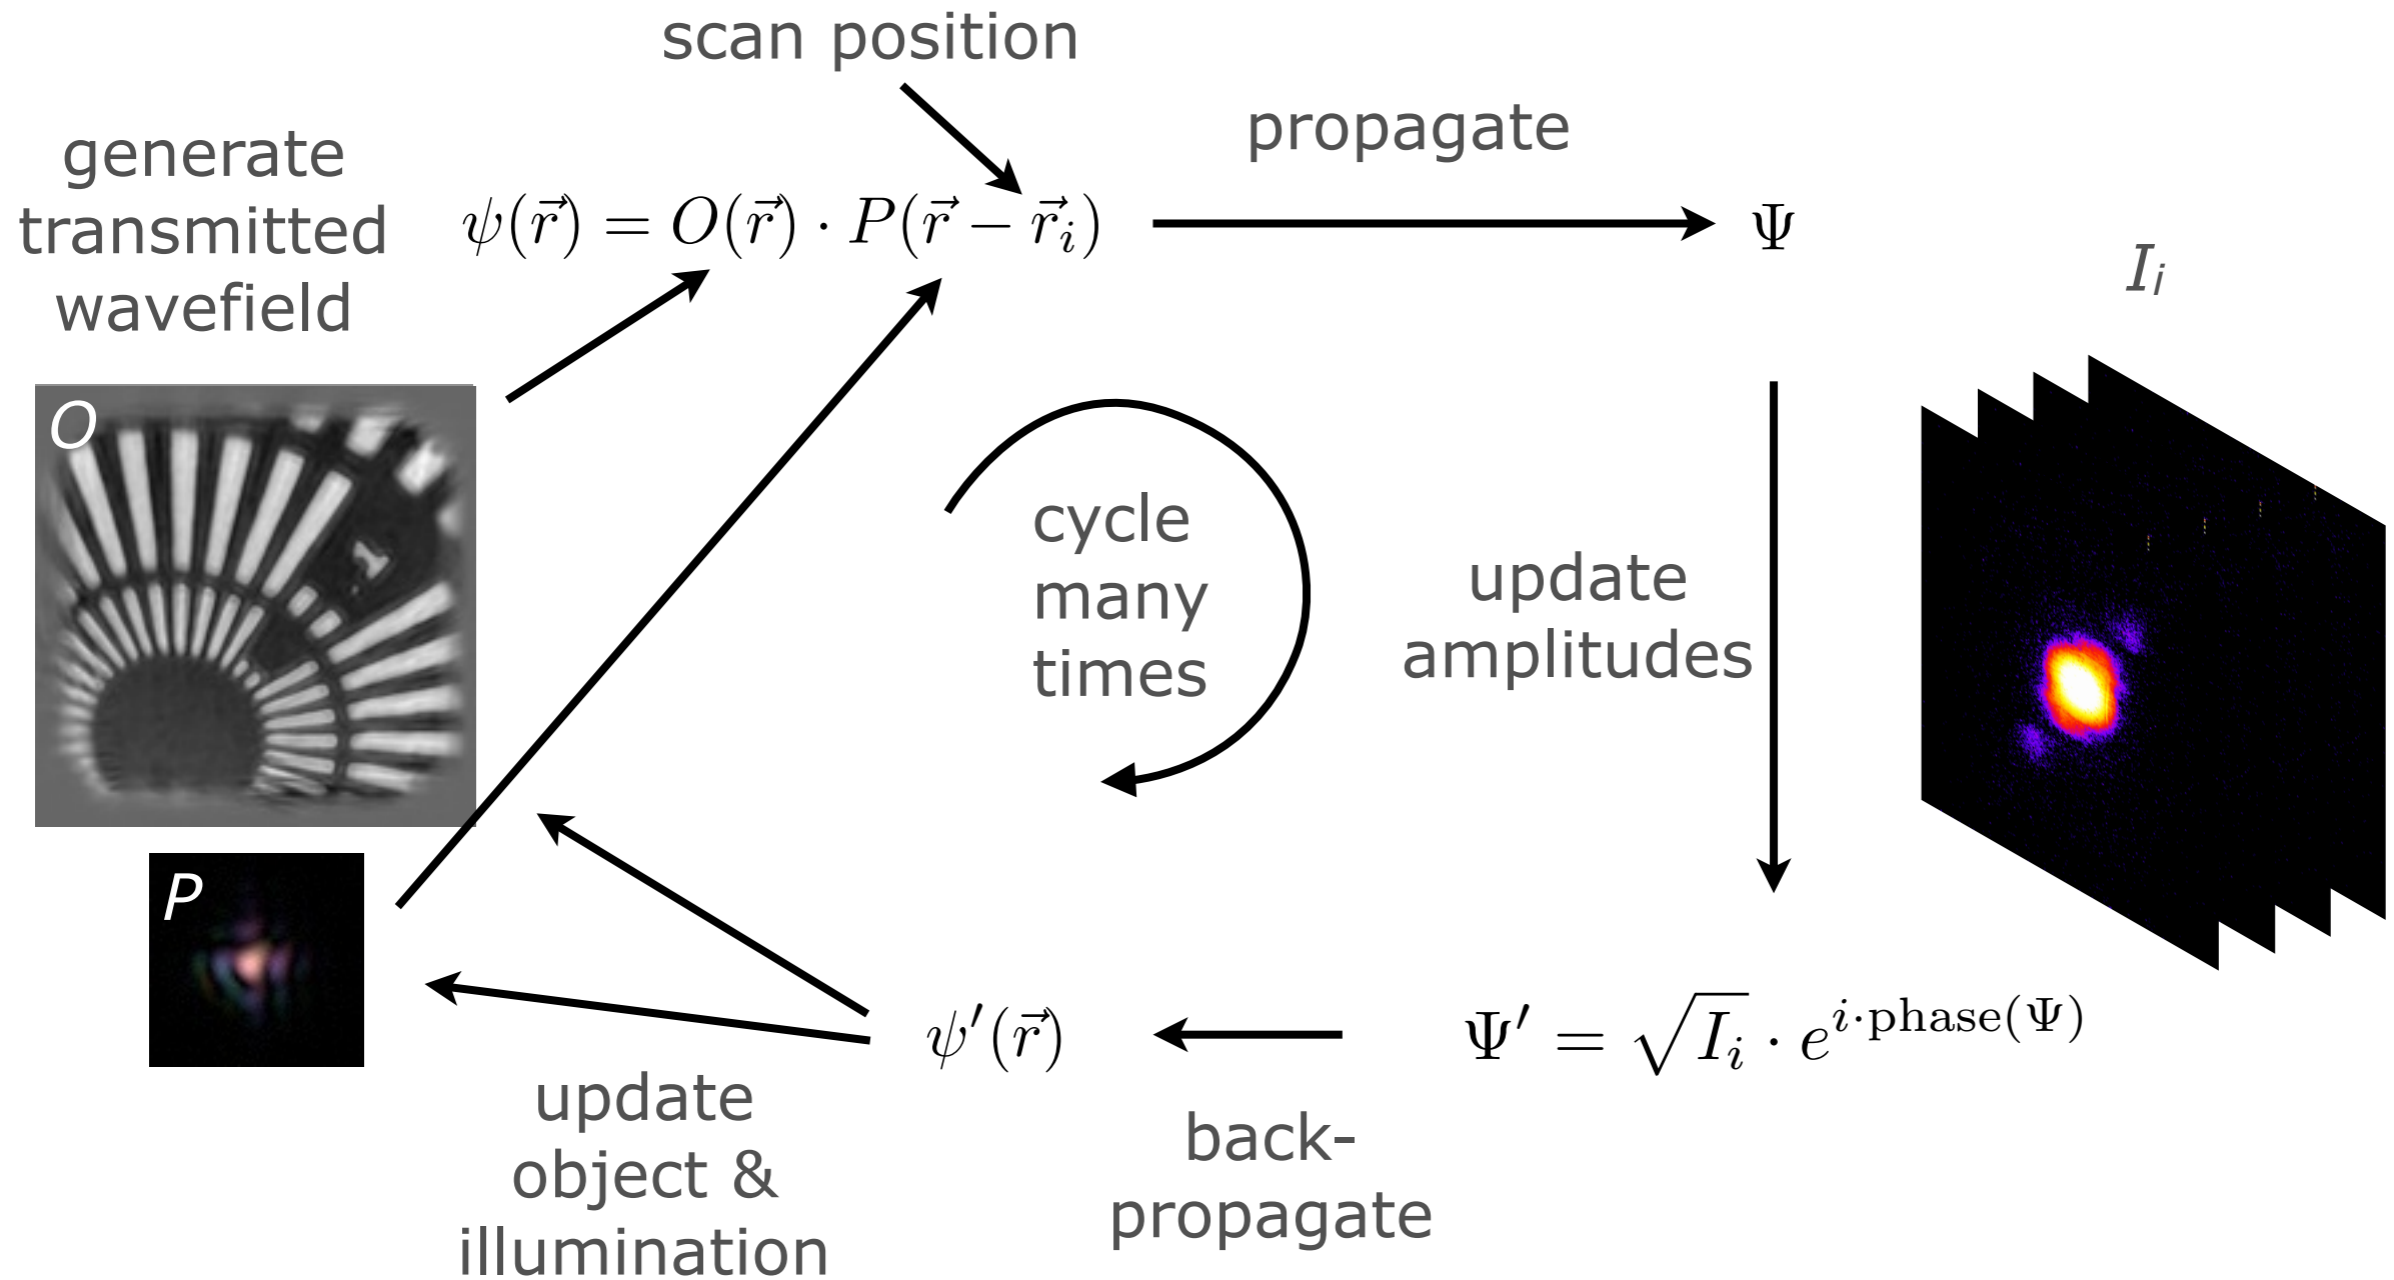 scan position
propagate
generate
transmitted
wavefield
ψ(r⃗) = O(r⃗) · P(r⃗ − r⃗ᵢ)
Ψ
Iᵢ
O
1
cycle
many
times
update
amplitudes
P
ψ′(r⃗)
Ψ′ = √Iᵢ · e^{i·phase(Ψ)}
update
object &
illumination
back-
propagate